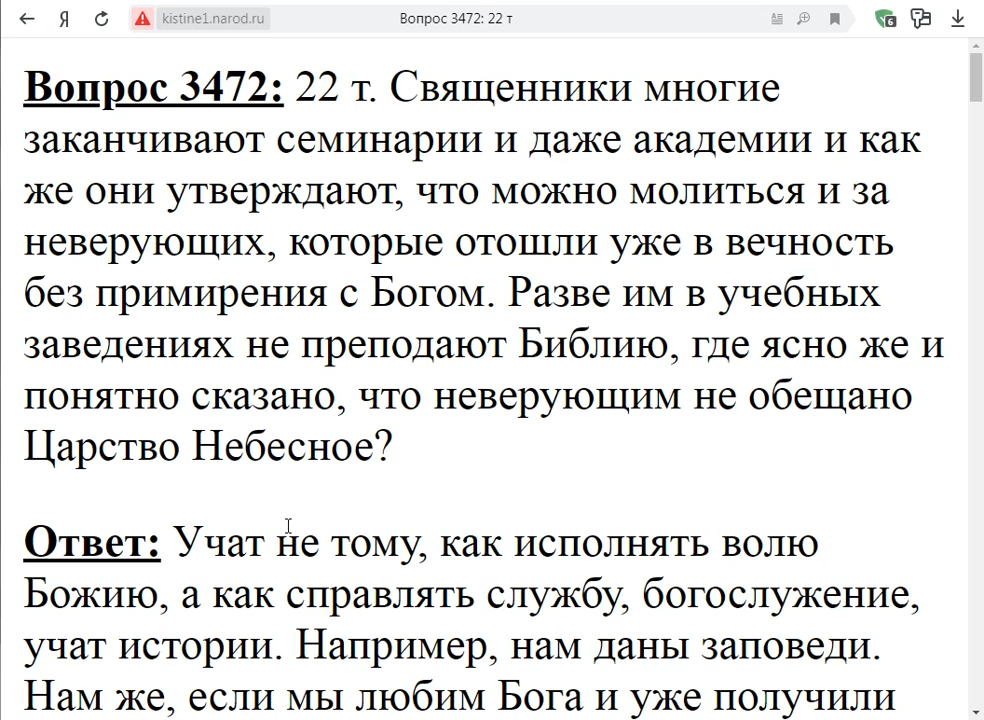 kistine1.narod.ru
Вопрос 3472: 22 т
6
Вопрос 3472: 22 т. Священники многие
заканчивают семинарии и даже академии и как
же они утверждают, что можно молиться и за
неверующих, которые отошли уже в вечность
без примирения с Богом. Разве им в учебных
заведениях не преподают Библию, где ясно же и
понятно сказано, что неверующим не обещано
Царство Небесное?
Ответ: Учат не тому, как исполнять волю
Божию, а как справлять службу, богослужение,
учат истории. Например, нам даны заповеди.
Нам же, если мы любим Бога и уже получили